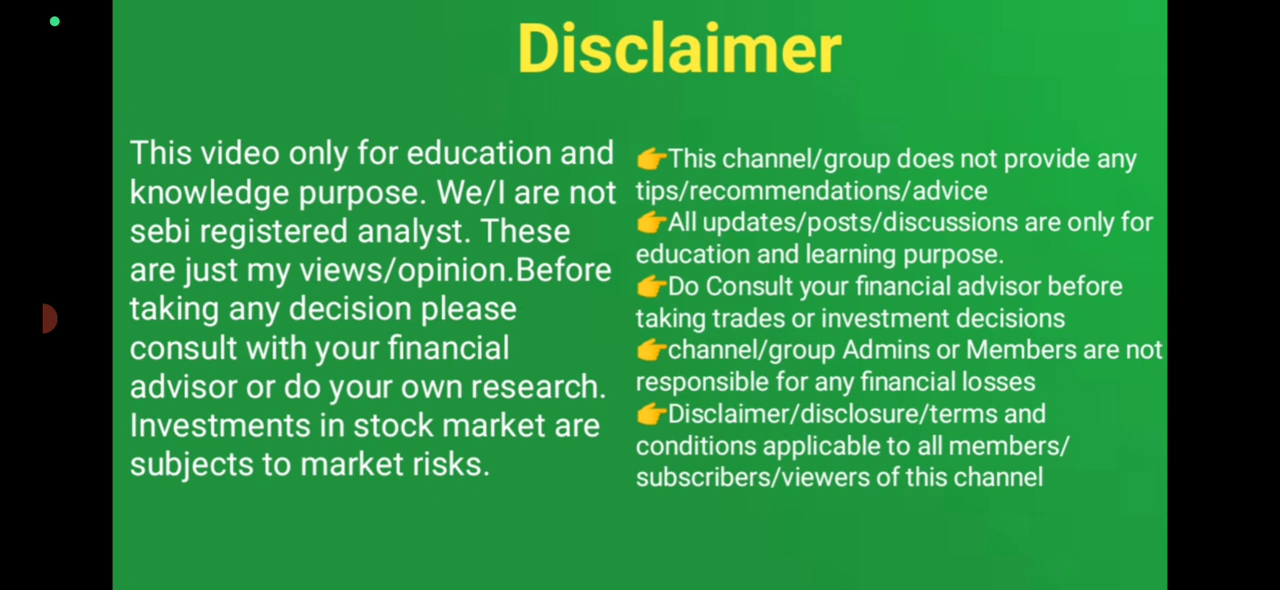 Disclaimer
This video only for education and
knowledge purpose. We/I are not
sebi registered analyst. These
are just my views/opinion.Before
taking any decision please
consult with your financial
advisor or do your own research.
Investments in stock market are
subjects to market risks.
👉This channel/group does not provide any
tips/recommendations/advice
👉All updates/posts/discussions are only for
education and learning purpose.
👉Do Consult your financial advisor before
taking trades or investment decisions
👉channel/group Admins or Members are not
responsible for any financial losses
👉Disclaimer/disclosure/terms and
conditions applicable to all members/
subscribers/viewers of this channel